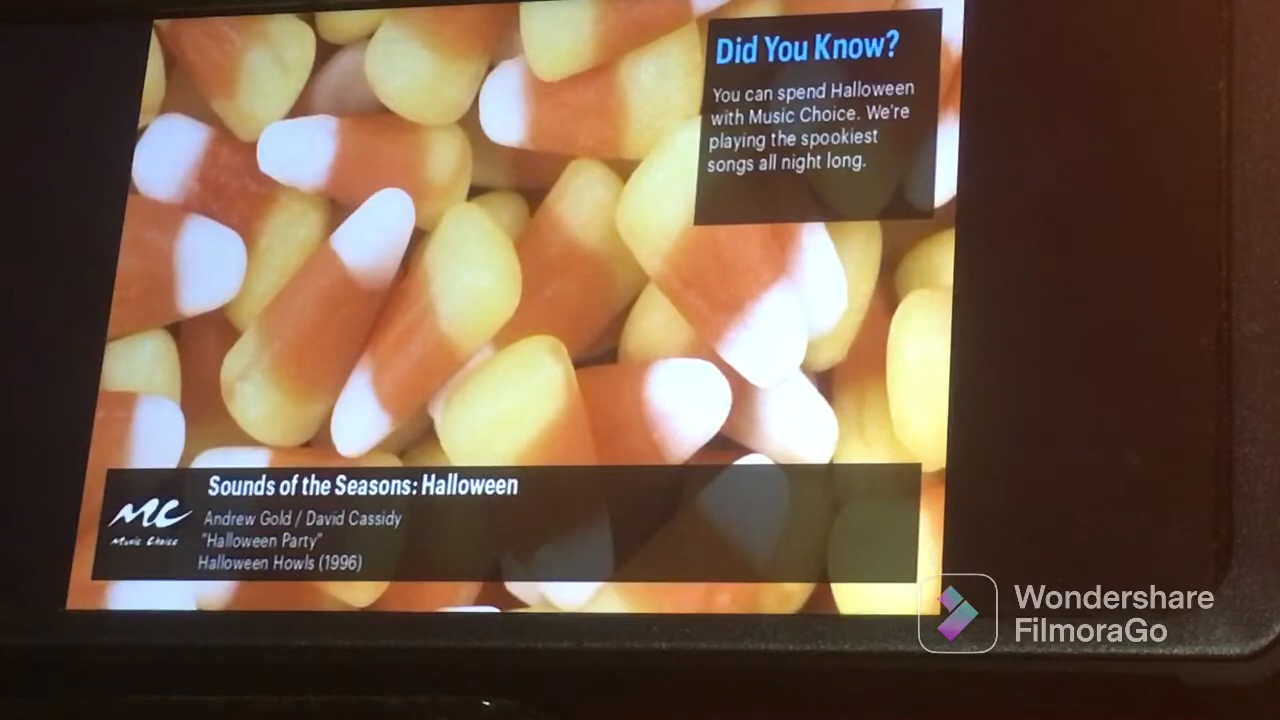 Did You Know?
You can spend Halloween
with Music Choice. We're
playing the spookiest
songs all night long.
Sounds of the Seasons: Halloween
MC
Music Choice
Andrew Gold / David Cassidy
"Halloween Party"
Halloween Howls (1996)
Wondershare
FilmoraGo